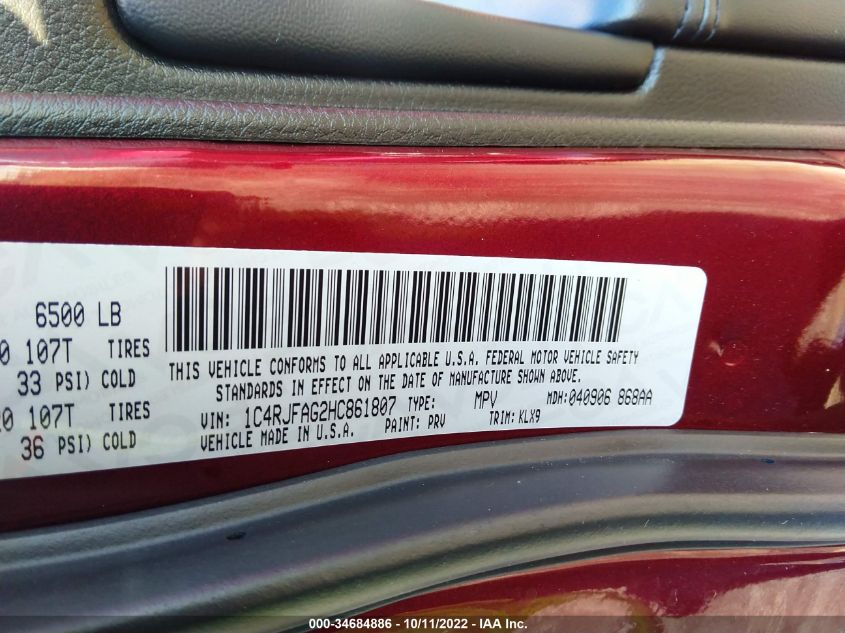 6500 LB
0 107T TIRES
33 PSI) COLD
20 107T TIRES
36 PSI) COLD
THIS VEHICLE CONFORMS TO ALL APPLICABLE U.S.A. FEDERAL MOTOR VEHICLE SAFETY
STANDARDS IN EFFECT ON THE DATE OF MANUFACTURE SHOWN ABOVE.
VIN: 1C4RJFAG2HC861807 TYPE: MPV MDH:040906 868AA
VEHICLE MADE IN U.S.A. PAINT: PRV TRIM: KLX9
000-34684886 - 10/11/2022 - IAA Inc.